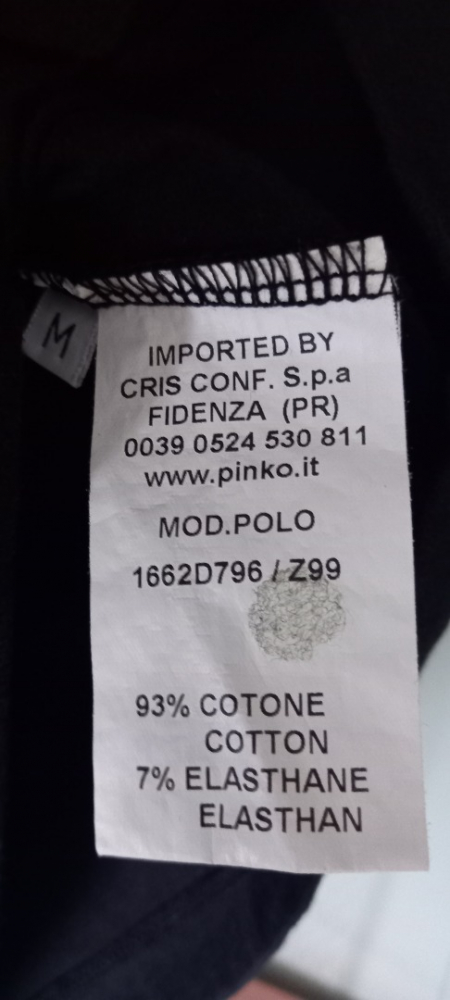 M
IMPORTED BY
CRIS CONF. S.p.a
FIDENZA (PR)
0039 0524 530 811
www.pinko.it
MOD.POLO
1662D796 / Z99
93% COTONE
COTTON
7% ELASTHANE
ELASTHAN